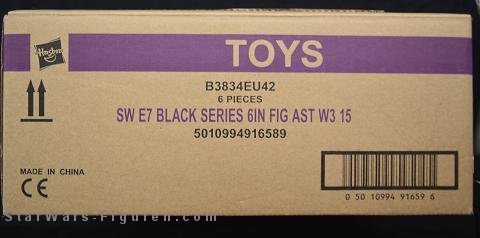 Hasbro
TOYS
B3834EU42
6 PIECES
SW E7 BLACK SERIES 6IN FIG AST W3 15
5010994916589
MADE IN CHINA
CE
0 50 10994 91659 6
StarWars-Figuren.com